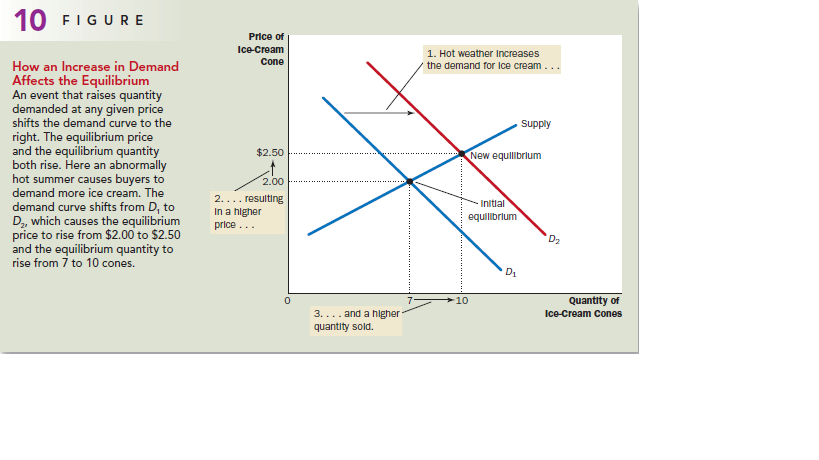 10 FIGURE
How an Increase in Demand
Affects the Equilibrium
An event that raises quantity
demanded at any given price
shifts the demand curve to the
right. The equilibrium price
and the equilibrium quantity
both rise. Here an abnormally
hot summer causes buyers to
demand more ice cream. The
demand curve shifts from D1 to
D2, which causes the equilibrium
price to rise from $2.00 to $2.50
and the equilibrium quantity to
rise from 7 to 10 cones.
Price of
Ice-Cream
Cone
1. Hot weather increases
the demand for ice cream . . .
Supply
$2.50
New equilibrium
2.00
2. . . . resulting
in a higher
price . . .
Initial
equilibrium
D2
D1
0
7
10
Quantity of
Ice-Cream Cones
3. . . . and a higher
quantity sold.